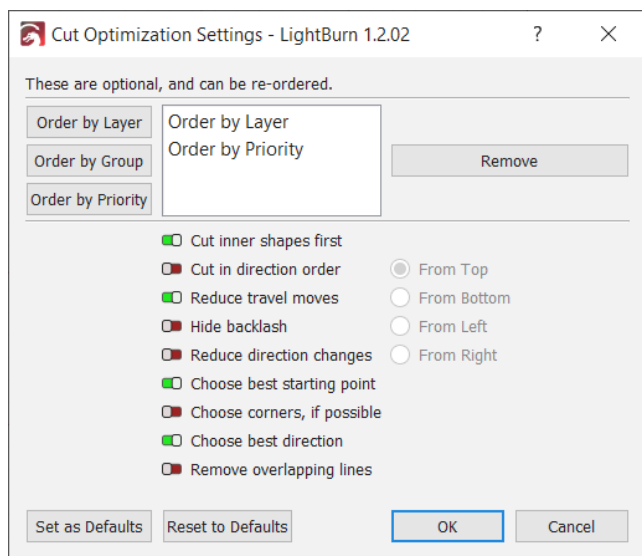 Cut Optimization Settings - LightBurn 1.2.02
?
These are optional, and can be re-ordered.
Order by Layer
Order by Group
Order by Priority
Order by Layer
Order by Priority
Remove
Cut inner shapes first
Cut in direction order
From Top
Reduce travel moves
From Bottom
Hide backlash
From Left
Reduce direction changes
From Right
Choose best starting point
Choose corners, if possible
Choose best direction
Remove overlapping lines
Set as Defaults
Reset to Defaults
OK
Cancel